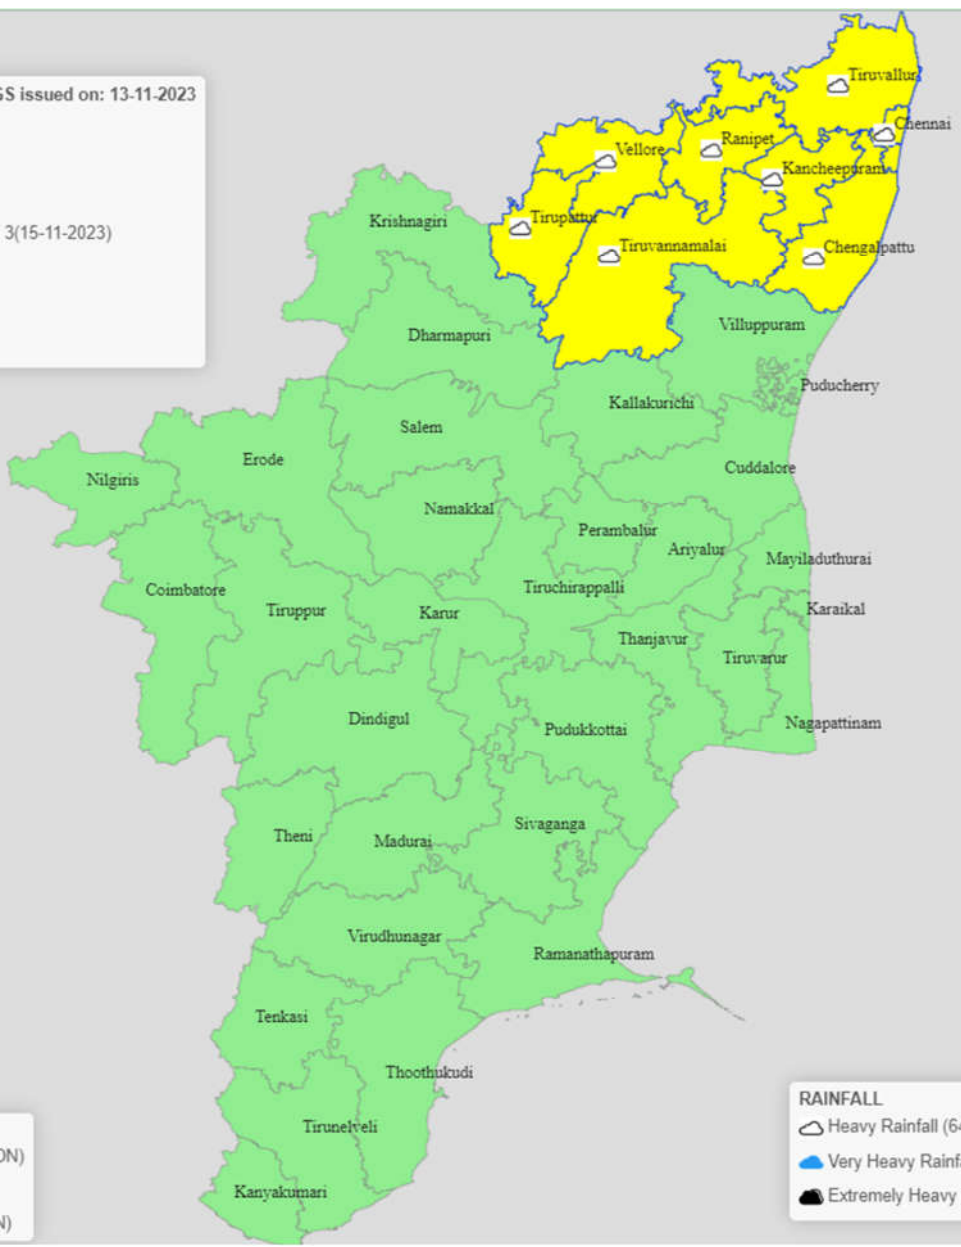 GS issued on: 13-11-2023
3(15-11-2023)
Tiruvallur
Chennai
Ranipet
Vellore
Kancheepuram
Tirupattur
Krishnagiri
Tiruvannamalai
Chengalpattu
Villuppuram
Dharmapuri
Puducherry
Kallakurichi
Salem
Erode
Cuddalore
Nilgiris
Namakkal
Perambalur
Ariyalur
Mayiladuthurai
Coimbatore
Tiruchirappalli
Tiruppur
Karur
Karaikal
Thanjavur
Tiruvarur
Dindigul
Pudukkottai
Nagapattinam
Sivaganga
Theni
Madurai
Virudhunagar
Ramanathapuram
Tenkasi
Thoothukudi
Tirunelveli
Kanyakumari
ON)
N)
RAINFALL
Heavy Rainfall (64
Very Heavy Rainfa
Extremely Heavy